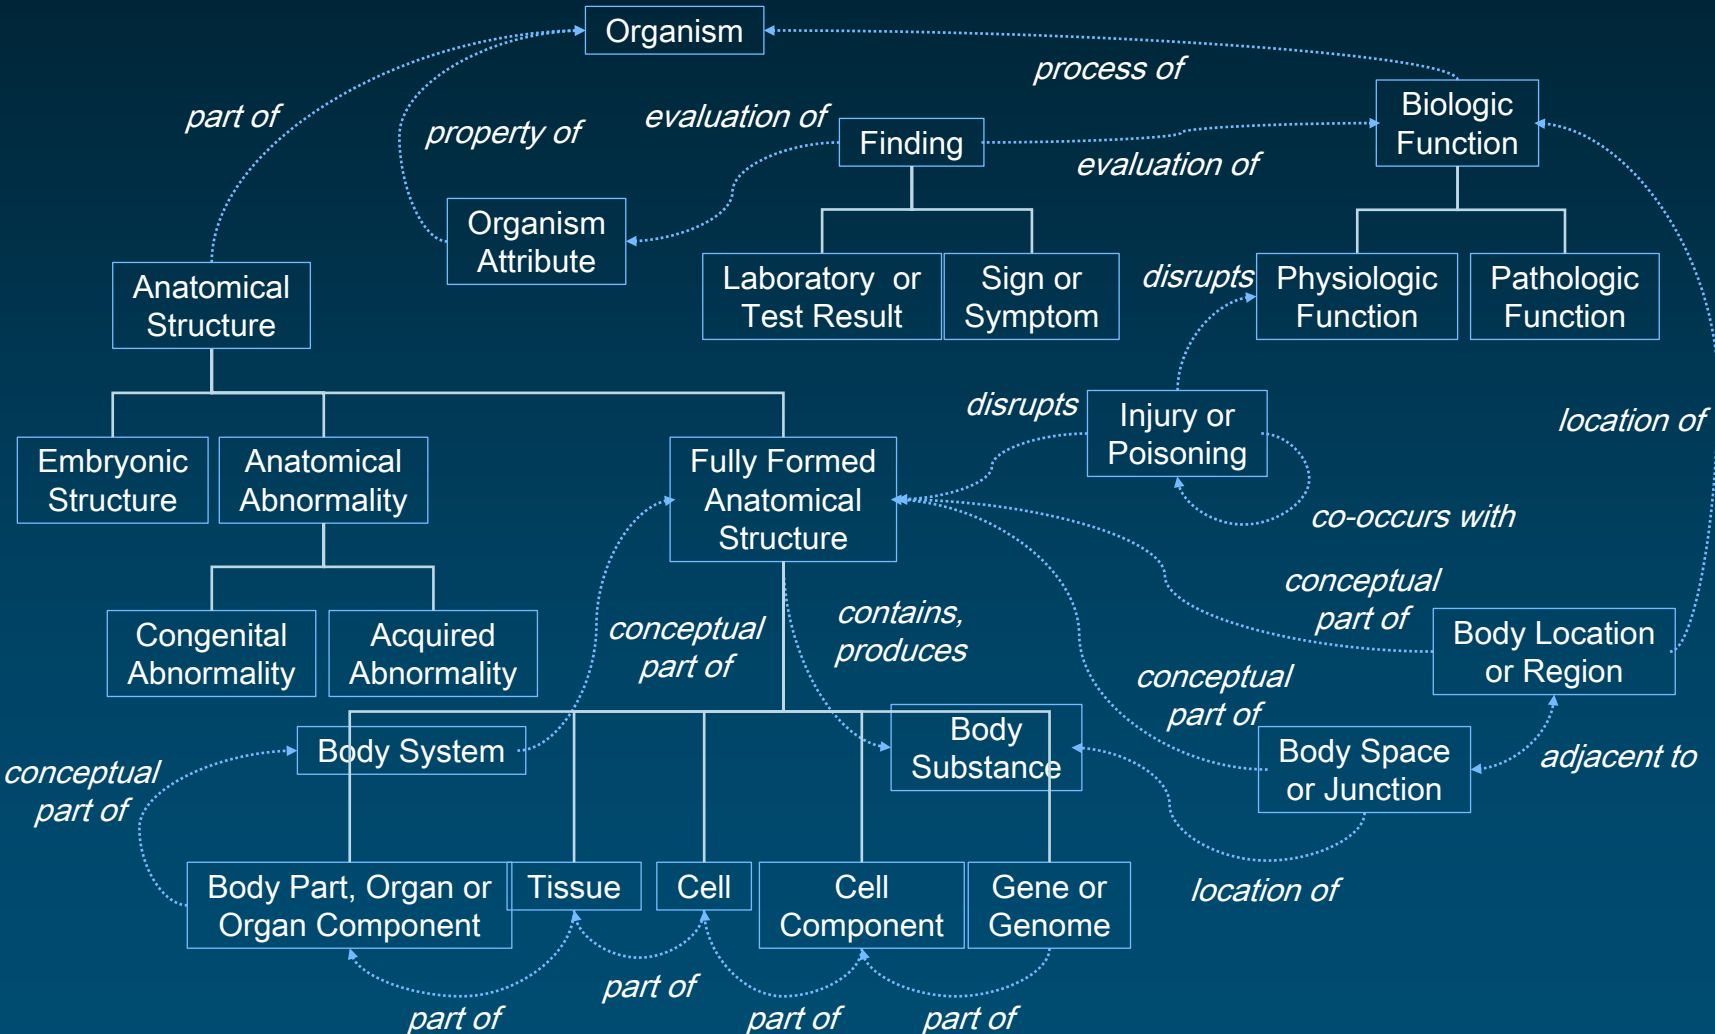 Organism
process of
part of
property of
evaluation of
Finding
evaluation of
Biologic
Function
Organism
Attribute
Anatomical
Structure
Laboratory or
Test Result
Sign or
Symptom
disrupts
Physiologic
Function
Pathologic
Function
disrupts
Injury or
Poisoning
location of
Embryonic
Structure
Anatomical
Abnormality
Fully Formed
Anatomical
Structure
co-occurs with
Congenital
Abnormality
Acquired
Abnormality
conceptual
part of
contains,
produces
conceptual
part of
Body Location
or Region
conceptual
part of
Body System
Body
Substance
Body Space
or Junction
adjacent to
conceptual
part of
Body Part, Organ or
Organ Component
Tissue
Cell
Cell
Component
Gene or
Genome
location of
part of
part of
part of
part of